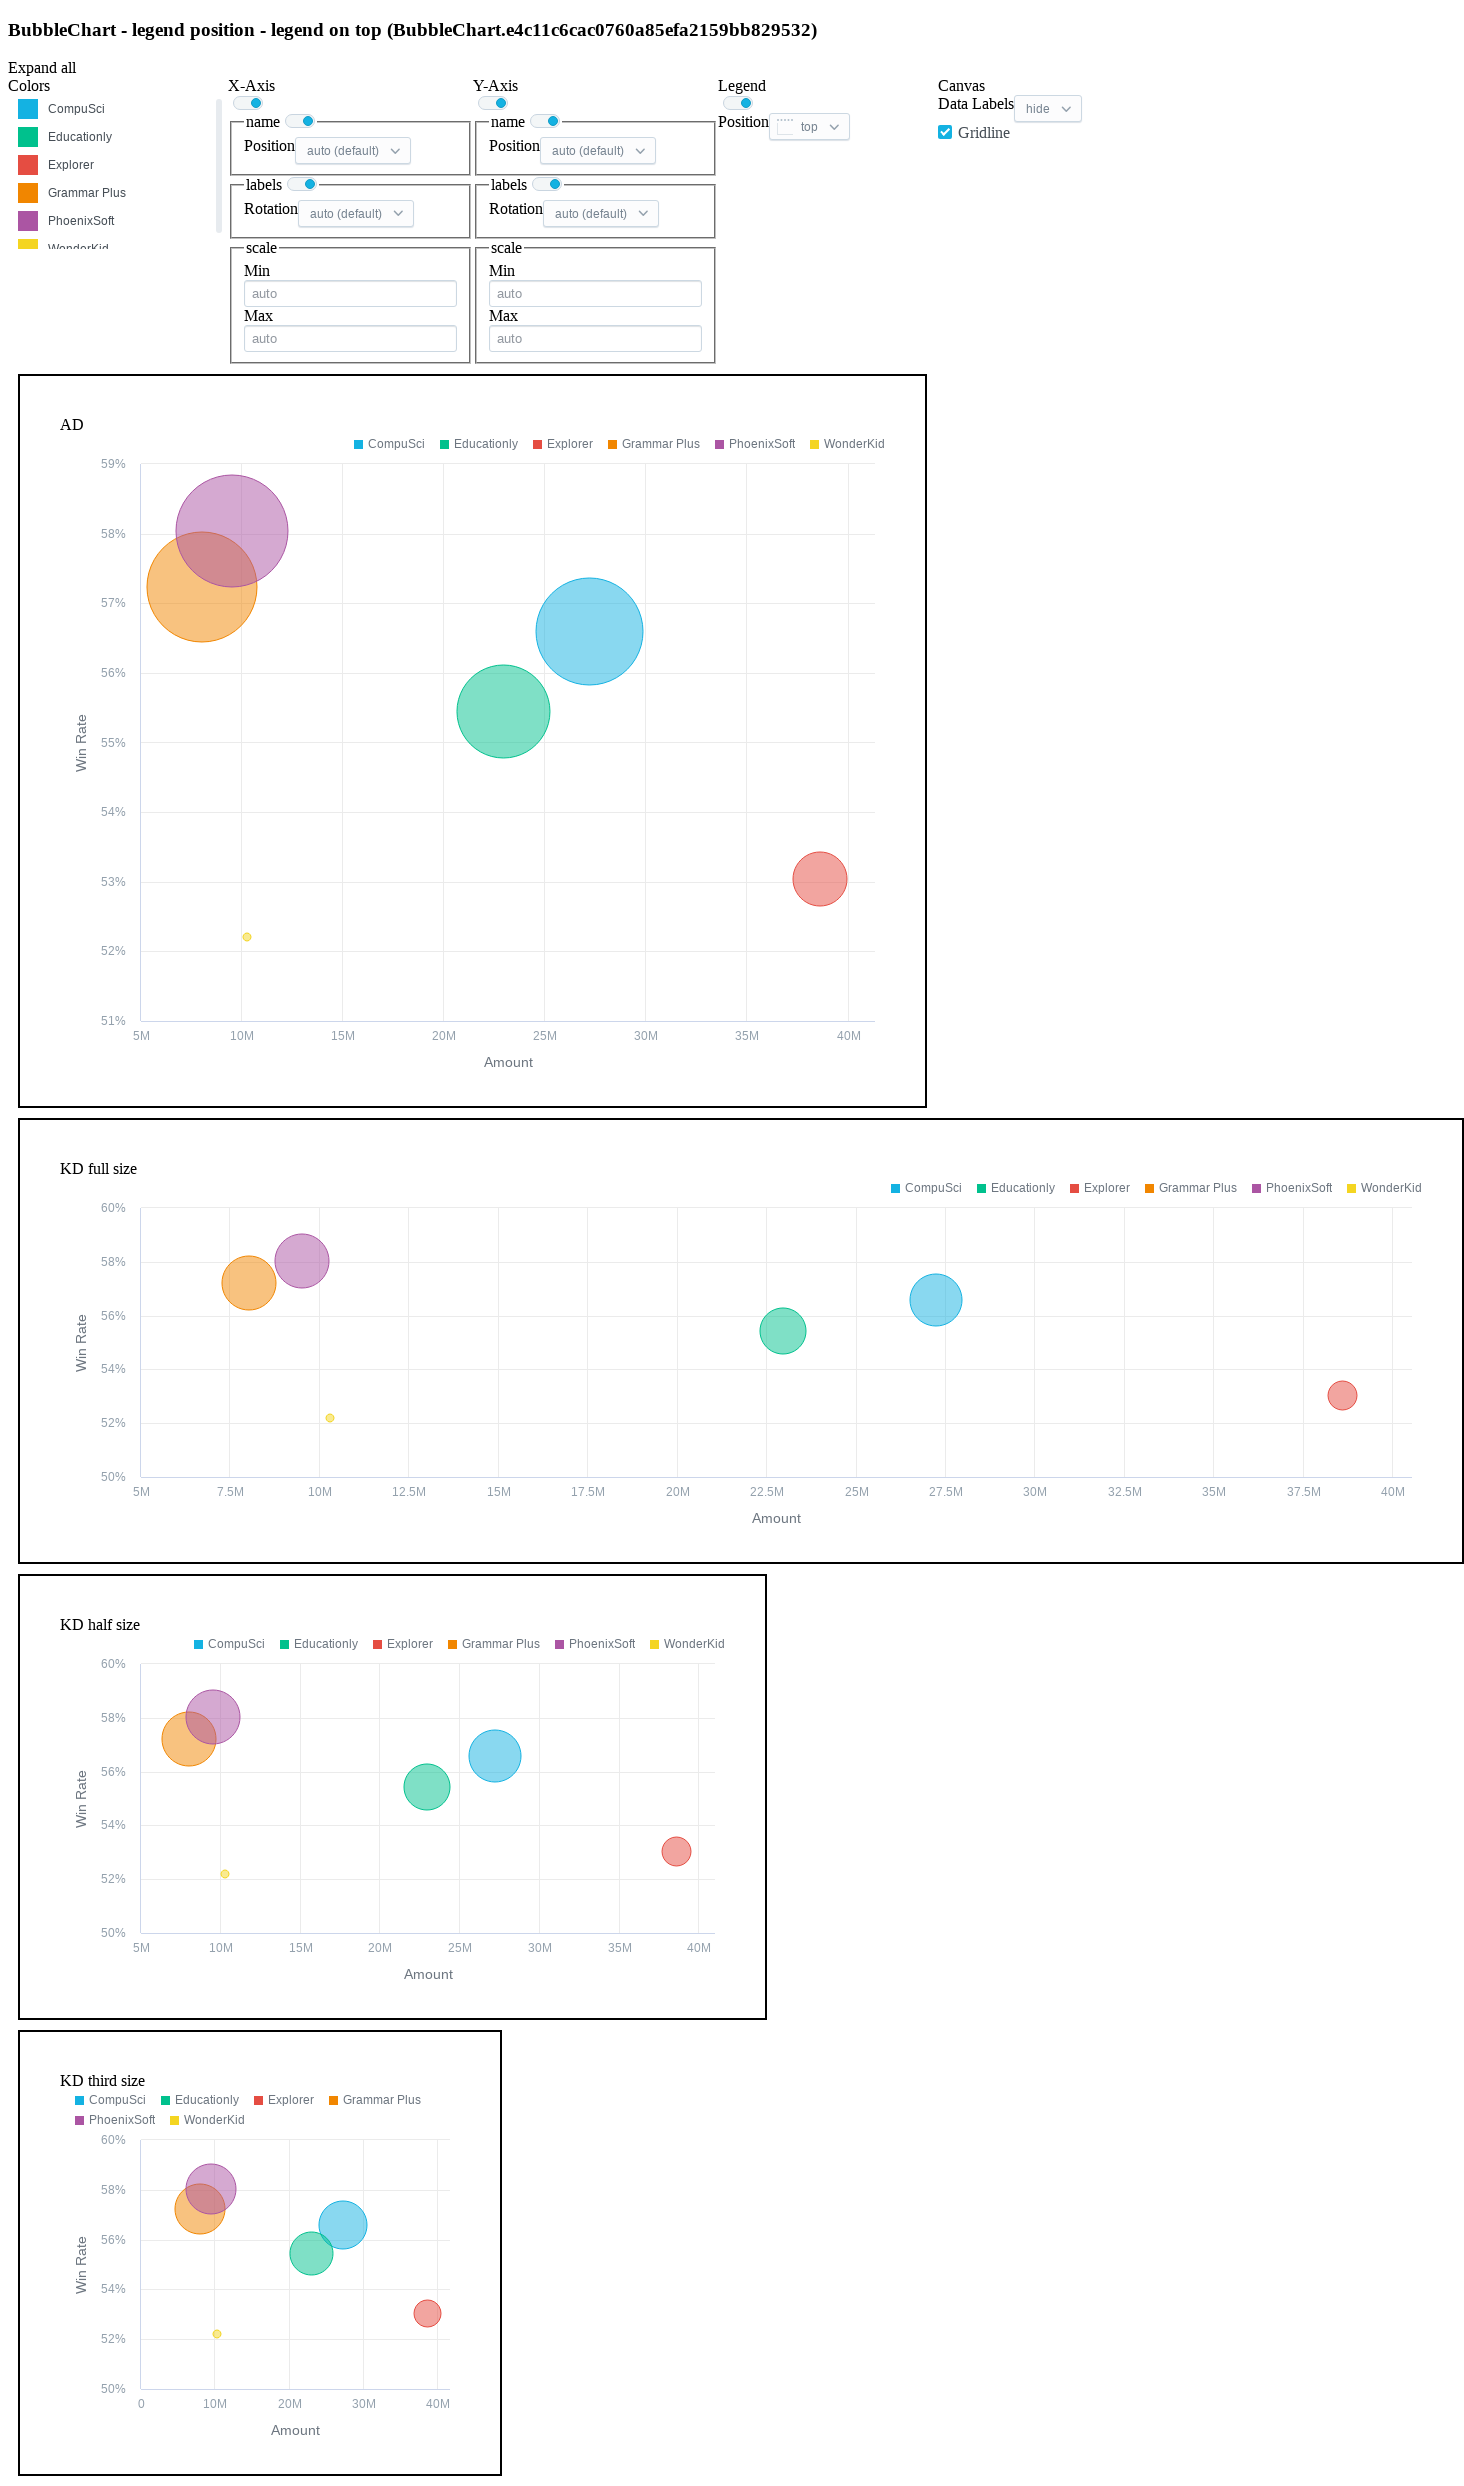 BubbleChart - legend position - legend on top (BubbleChart.e4c11c6cac0760a85efa2159bb829532)
Expand all
Colors
CompuSci
Educationly
Explorer
Grammar Plus
PhoenixSoft
WonderKid
X-Axis
name
Position auto (default)
labels
Rotation auto (default)
scale
Min
auto
Max
auto
Y-Axis
name
Position auto (default)
labels
Rotation auto (default)
scale
Min
auto
Max
auto
Legend
Position top
Canvas
Data Labels hide
Gridline
AD
CompuSci Educationly Explorer Grammar Plus PhoenixSoft WonderKid
59%
58%
57%
56%
55%
54%
53%
52%
51%
Win Rate
5M 10M 15M 20M 25M 30M 35M 40M
Amount
KD full size
CompuSci Educationly Explorer Grammar Plus PhoenixSoft WonderKid
60%
58%
56%
54%
52%
50%
Win Rate
5M 7.5M 10M 12.5M 15M 17.5M 20M 22.5M 25M 27.5M 30M 32.5M 35M 37.5M 40M
Amount
KD half size
CompuSci Educationly Explorer Grammar Plus PhoenixSoft WonderKid
60%
58%
56%
54%
52%
50%
Win Rate
5M 10M 15M 20M 25M 30M 35M 40M
Amount
KD third size
CompuSci Educationly Explorer Grammar Plus
PhoenixSoft WonderKid
60%
58%
56%
54%
52%
50%
Win Rate
0 10M 20M 30M 40M
Amount